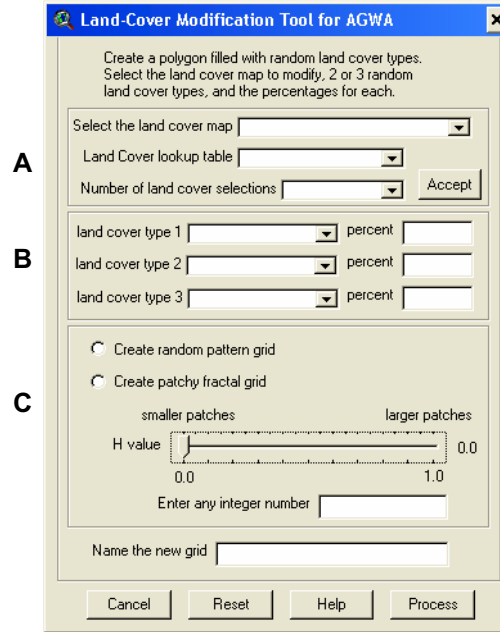 Land-Cover Modification Tool for AGWA
Create a polygon filled with random land cover types.
Select the land cover map to modify, 2 or 3 random
land cover types, and the percentages for each.
A
Select the land cover map
Land Cover lookup table
Number of land cover selections Accept
B
land cover type 1 percent
land cover type 2 percent
land cover type 3 percent
C
Create random pattern grid
Create patchy fractal grid
smaller patches larger patches
H value 0.0
0.0 1.0
Enter any integer number
Name the new grid
Cancel Reset Help Process